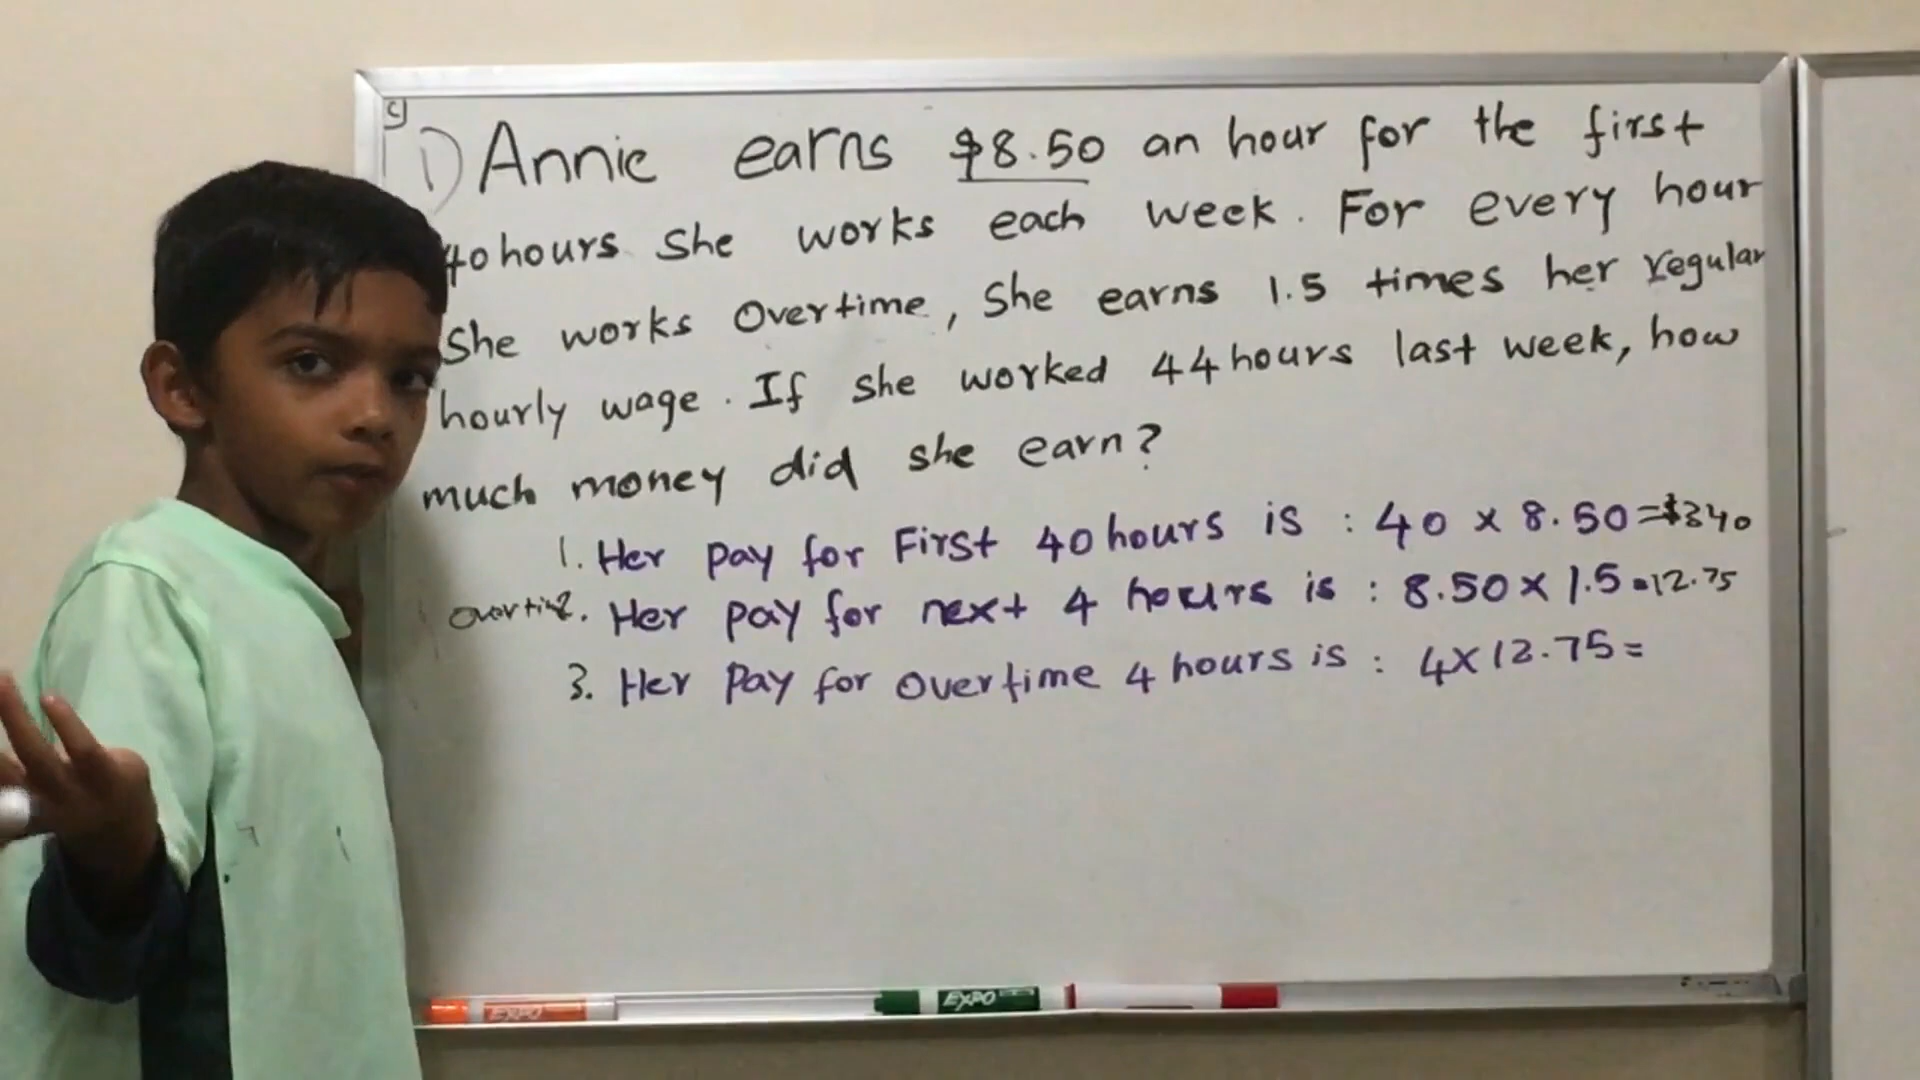 1) Annie earns $8.50 an hour for the first
40 hours she works each week. For every hour
She works Overtime, She earns 1.5 times her regular
hourly wage. If she worked 44 hours last week, how
much money did she earn?
1. Her pay for First 40 hours is : 40 x 8.50=$340
overtime 2. Her pay for next 4 hours is : 8.50 x 1.5=12.75
3. Her Pay for overtime 4 hours is : 4x12.75=
EXPO
EXPO